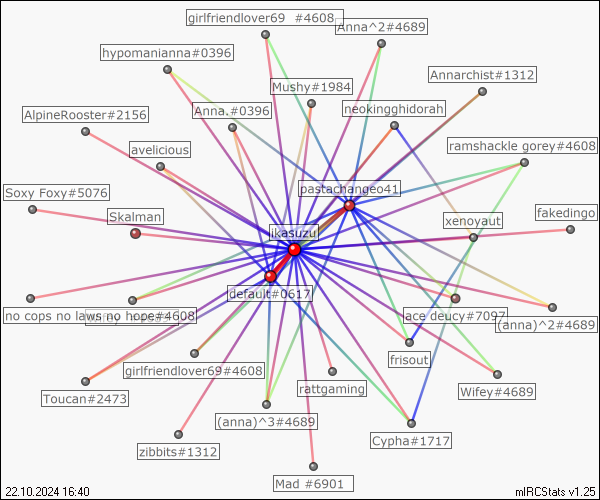 girlfriendlover69 #4608
Anna^2#4689
hypomanianna#0396
Annarchist#1312
Mushy#1984
Anna.#0396
neokingghidorah
AlpineRooster#2156
ramshackle gorey#4608
avelicious
pastachangeo41
Soxy Foxy#5076
Skalman
fakedingo
xenoyaut
ikasuzu
default#0617
no cops no laws no hope#4608
ace deucy#7097
(anna)^2#4689
frisout
girlfriendlover69#4608
rattgaming
Wifey#4689
Toucan#2473
(anna)^3#4689
Cypha#1717
zibbits#1312
Mad #6901
22.10.2024 16:40
mIRCStats v1.25